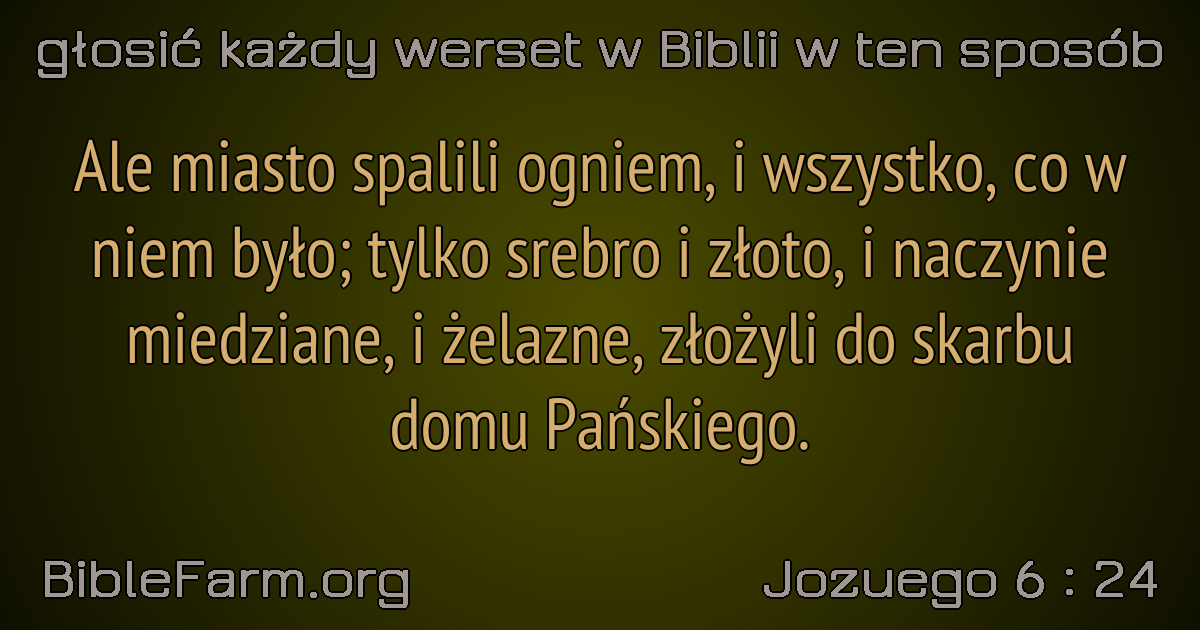 głosić każdy werset w Biblii w ten sposób
Ale miasto spalili ogniem, i wszystko, co w
niem było; tylko srebro i złoto, i naczynie
miedziane, i żelazne, złożyli do skarbu
domu Pańskiego.
BibleFarm.org
Jozuego 6 : 24